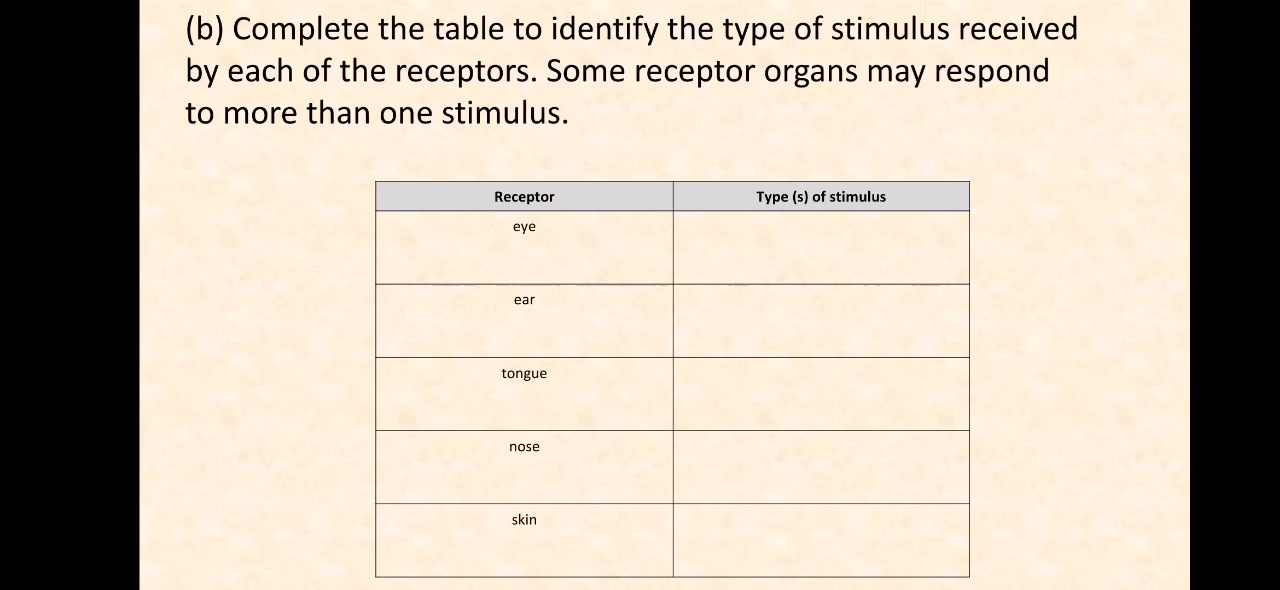 (b) Complete the table to identify the type of stimulus received
by each of the receptors. Some receptor organs may respond
to more than one stimulus.
Receptor Type (s) of stimulus
eye
ear
tongue
nose
skin